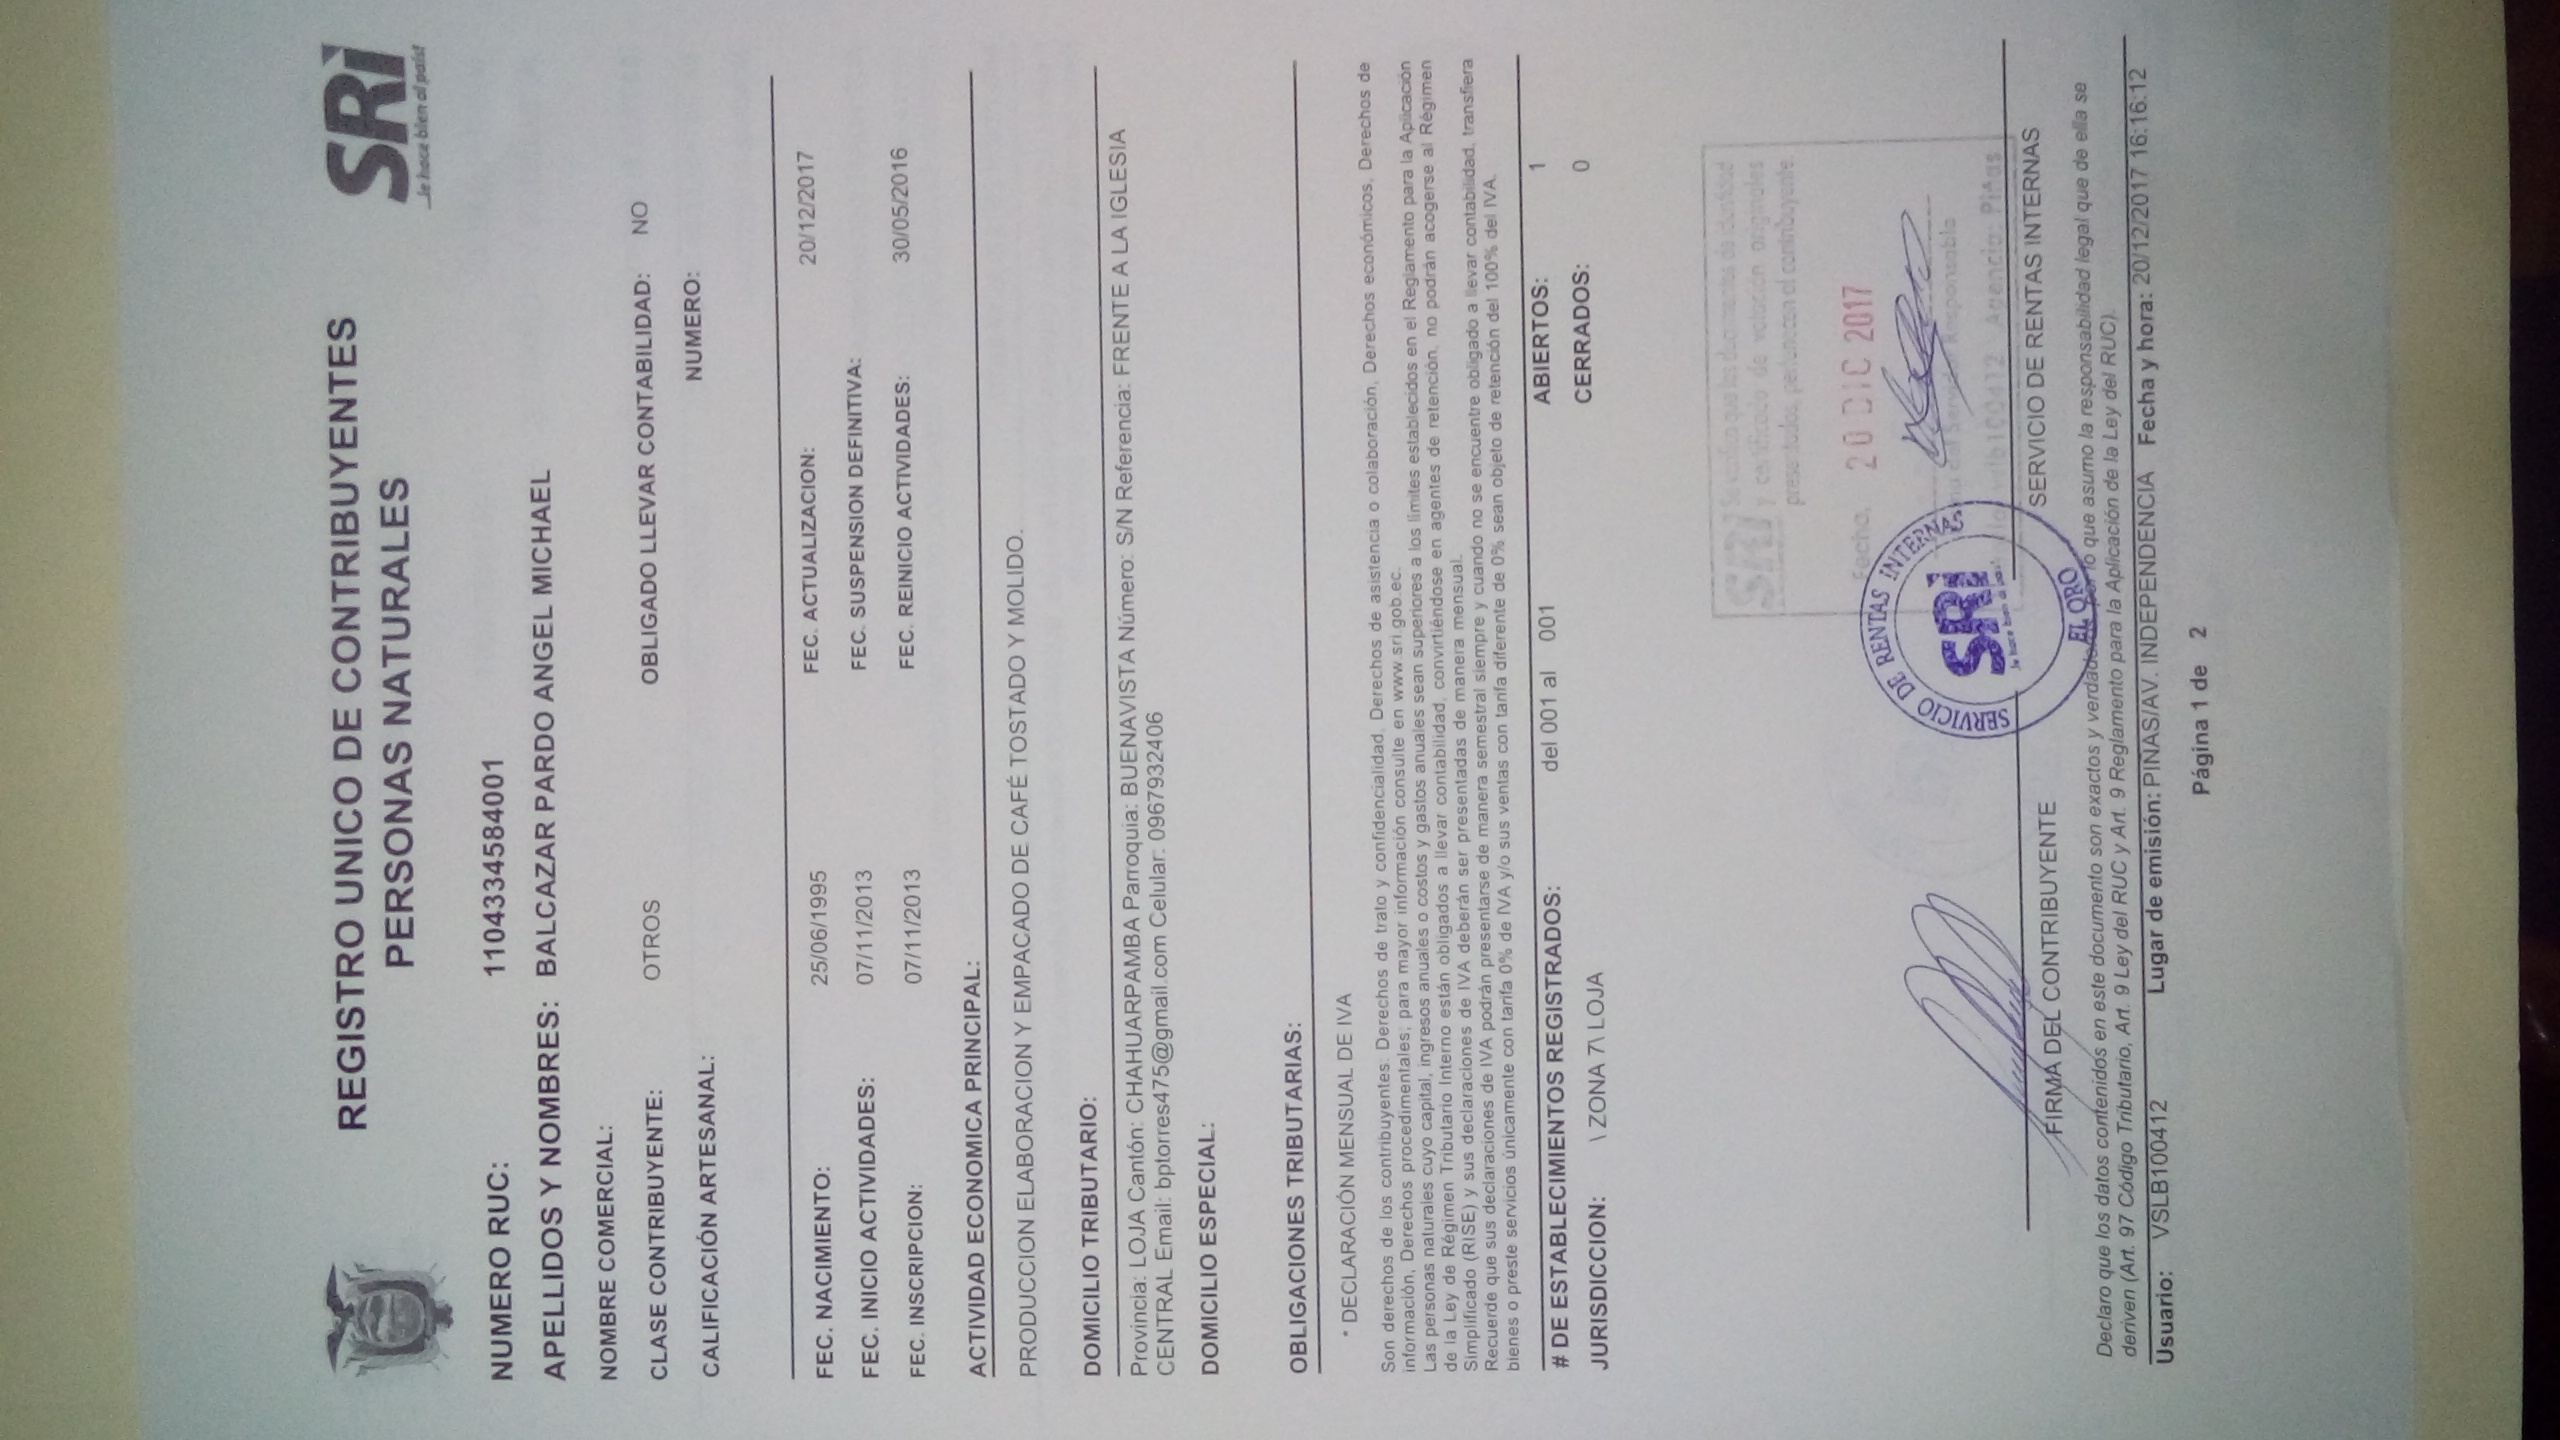 REGISTRO UNICO DE CONTRIBUYENTES
PERSONAS NATURALES
SRi
...le hace bien al país!
NUMERO RUC: 1104334584001
APELLIDOS Y NOMBRES: BALCAZAR PARDO ANGEL MICHAEL
NOMBRE COMERCIAL:
CLASE CONTRIBUYENTE: OTROS OBLIGADO LLEVAR CONTABILIDAD: NO
CALIFICACIÓN ARTESANAL: NUMERO:
FEC. NACIMIENTO: 25/06/1995 FEC. ACTUALIZACION: 20/12/2017
FEC. INICIO ACTIVIDADES: 07/11/2013 FEC. SUSPENSION DEFINITIVA:
FEC. INSCRIPCION: 07/11/2013 FEC. REINICIO ACTIVIDADES: 30/05/2016
ACTIVIDAD ECONOMICA PRINCIPAL:
PRODUCCION ELABORACION Y EMPACADO DE CAFÉ TOSTADO Y MOLIDO.
DOMICILIO TRIBUTARIO:
Provincia: LOJA Cantón: CHAHUARPAMBA Parroquia: BUENAVISTA Número: S/N Referencia: FRENTE A LA IGLESIA
CENTRAL Email: bptorres475@gmail.com Celular: 0967932406
DOMICILIO ESPECIAL:
OBLIGACIONES TRIBUTARIAS:
* DECLARACIÓN MENSUAL DE IVA
Son derechos de los contribuyentes: Derechos de trato y confidencialidad, Derechos de asistencia o colaboración, Derechos económicos, Derechos de
información, Derechos procedimentales; para mayor información consulte en www.sri.gob.ec.
Las personas naturales cuyo capital, ingresos anuales o costos y gastos anuales sean superiores a los límites establecidos en el Reglamento para la Aplicación
de la Ley de Régimen Tributario Interno están obligados a llevar contabilidad, convirtiéndose en agentes de retención, no podrán acogerse al Régimen
Simplificado (RISE) y sus declaraciones de IVA deberán ser presentadas de manera mensual.
Recuerde que sus declaraciones de IVA podrán presentarse de manera semestral siempre y cuando no se encuentre obligado a llevar contabilidad, transfiera
bienes o preste servicios únicamente con tarifa 0% de IVA y/o sus ventas con tarifa diferente de 0% sean objeto de retención del 100% del IVA.
# DE ESTABLECIMIENTOS REGISTRADOS: del 001 al 001 ABIERTOS: 1
JURISDICCION: \ ZONA 7\ LOJA CERRADOS: 0
SRi Se verifica que los documentos de identidad
y certificado de votación originales
presentados, pertenecen al contribuyente.
Fecha, 20 DIC 2017
del Servidor Responsable
vslb100412 Agencia: Piñas
SERVICIO DE RENTAS INTERNAS
SRi
...le hace bien al país!
EL ORO
FIRMA DEL CONTRIBUYENTE SERVICIO DE RENTAS INTERNAS
Declaro que los datos contenidos en este documento son exactos y verdaderos, por lo que asumo la responsabilidad legal que de ella se
deriven (Art. 97 Código Tributario, Art. 9 Ley del RUC y Art. 9 Reglamento para la Aplicación de la Ley del RUC).
Usuario: VSLB100412 Lugar de emisión: PIÑAS/AV. INDEPENDENCIA Fecha y hora: 20/12/2017 16:16:12
Página 1 de 2